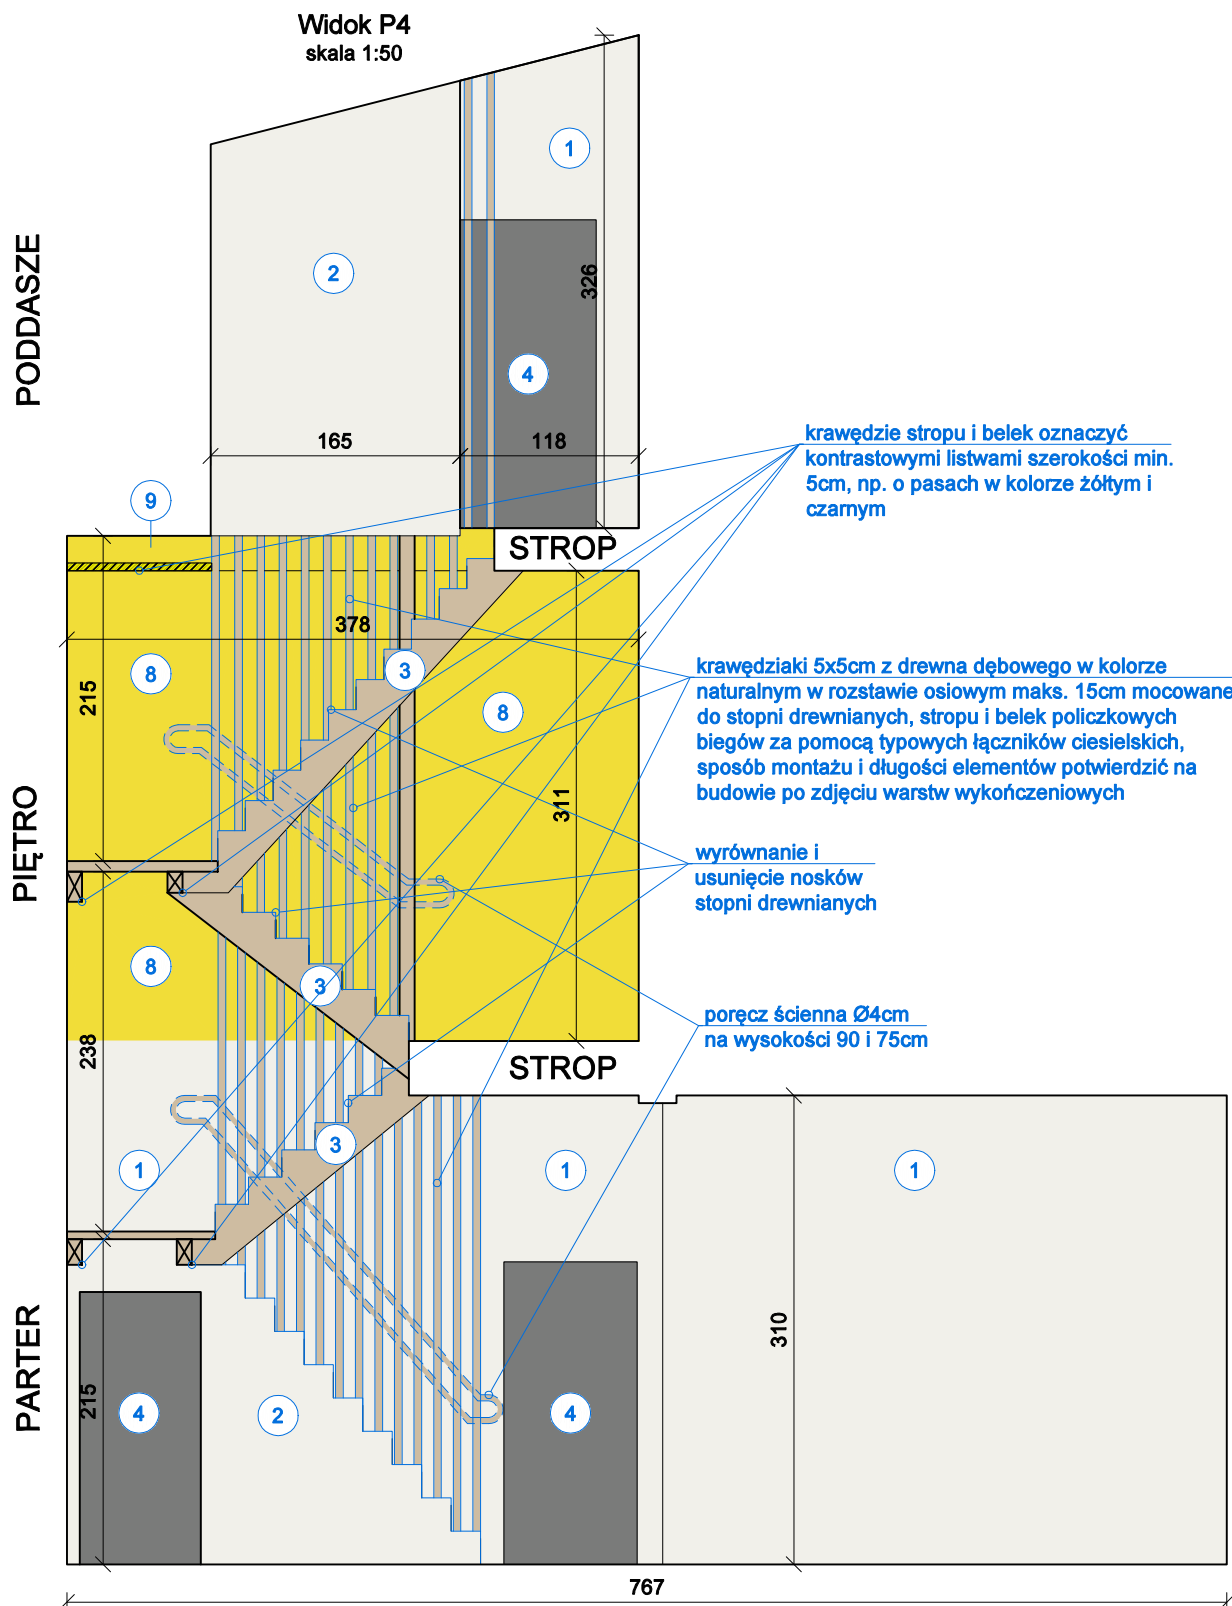 Widok P4
skala 1:50
PODDASZE
1
2
326
4
165
118
krawędzie stropu i belek oznaczyć
kontrastowymi listwami szerokości min.
5cm, np. o pasach w kolorze żółtym i
czarnym
9
STROP
378
PIĘTRO
215
8
3
8
krawędziaki 5x5cm z drewna dębowego w kolorze
naturalnym w rozstawie osiowym maks. 15cm mocowane
do stopni drewnianych, stropu i belek policzkowych
biegów za pomocą typowych łączników ciesielskich,
sposób montażu i długości elementów potwierdzić na
budowie po zdjęciu warstw wykończeniowych
311
wyrównanie i
usunięcie nosków
stopni drewnianych
8
3
238
poręcz ścienna Ø4cm
na wysokości 90 i 75cm
STROP
3
1
1
1
PARTER
310
215
4
2
4
767